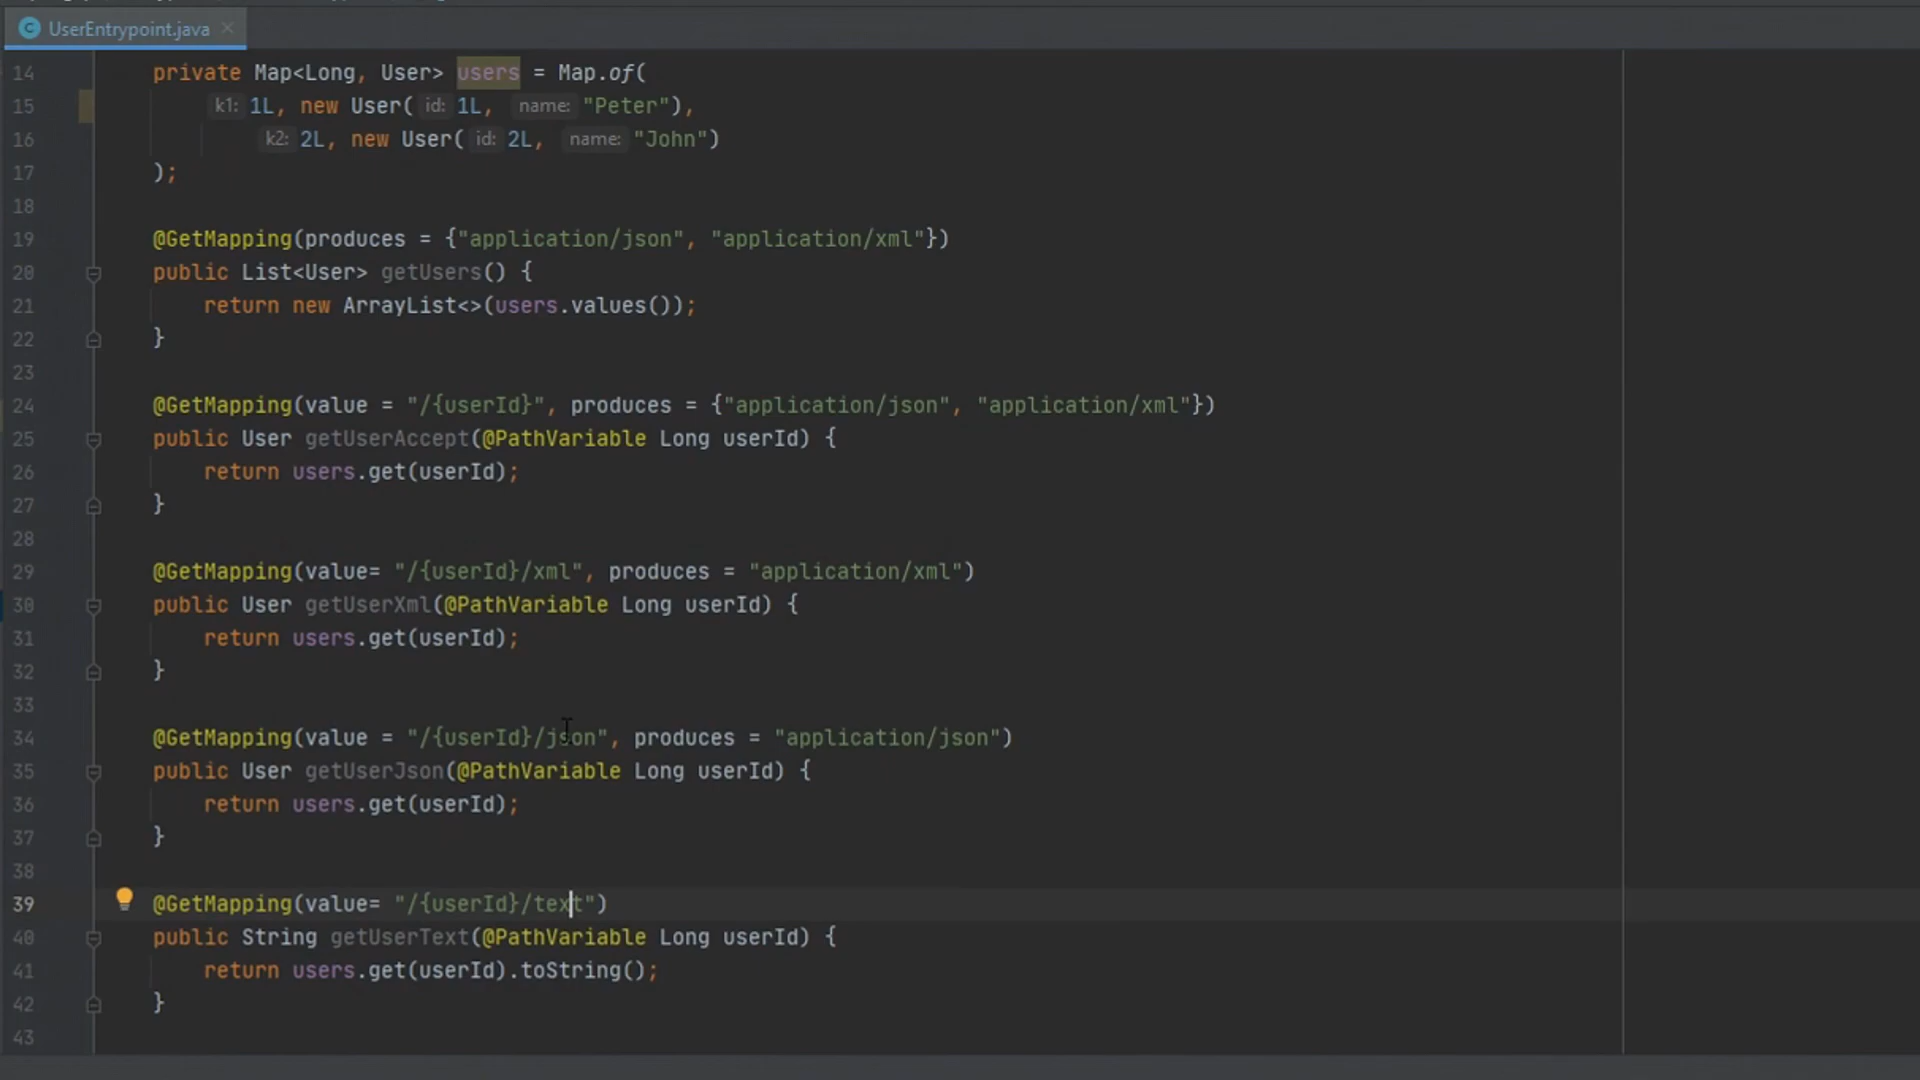 UserEntrypoint.java
14 private Map<Long, User> users = Map.of(
15 k1: 1L, new User( id: 1L, name: "Peter"),
16 k2: 2L, new User( id: 2L, name: "John")
17 );
18
19 @GetMapping(produces = {"application/json", "application/xml"})
20 public List<User> getUsers() {
21 return new ArrayList<>(users.values());
22 }
23
24 @GetMapping(value = "/{userId}", produces = {"application/json", "application/xml"})
25 public User getUserAccept(@PathVariable Long userId) {
26 return users.get(userId);
27 }
28
29 @GetMapping(value= "/{userId}/xml", produces = "application/xml")
30 public User getUserXml(@PathVariable Long userId) {
31 return users.get(userId);
32 }
33
34 @GetMapping(value = "/{userId}/json", produces = "application/json")
35 public User getUserJson(@PathVariable Long userId) {
36 return users.get(userId);
37 }
38
39 @GetMapping(value= "/{userId}/text")
40 public String getUserText(@PathVariable Long userId) {
41 return users.get(userId).toString();
42 }
43